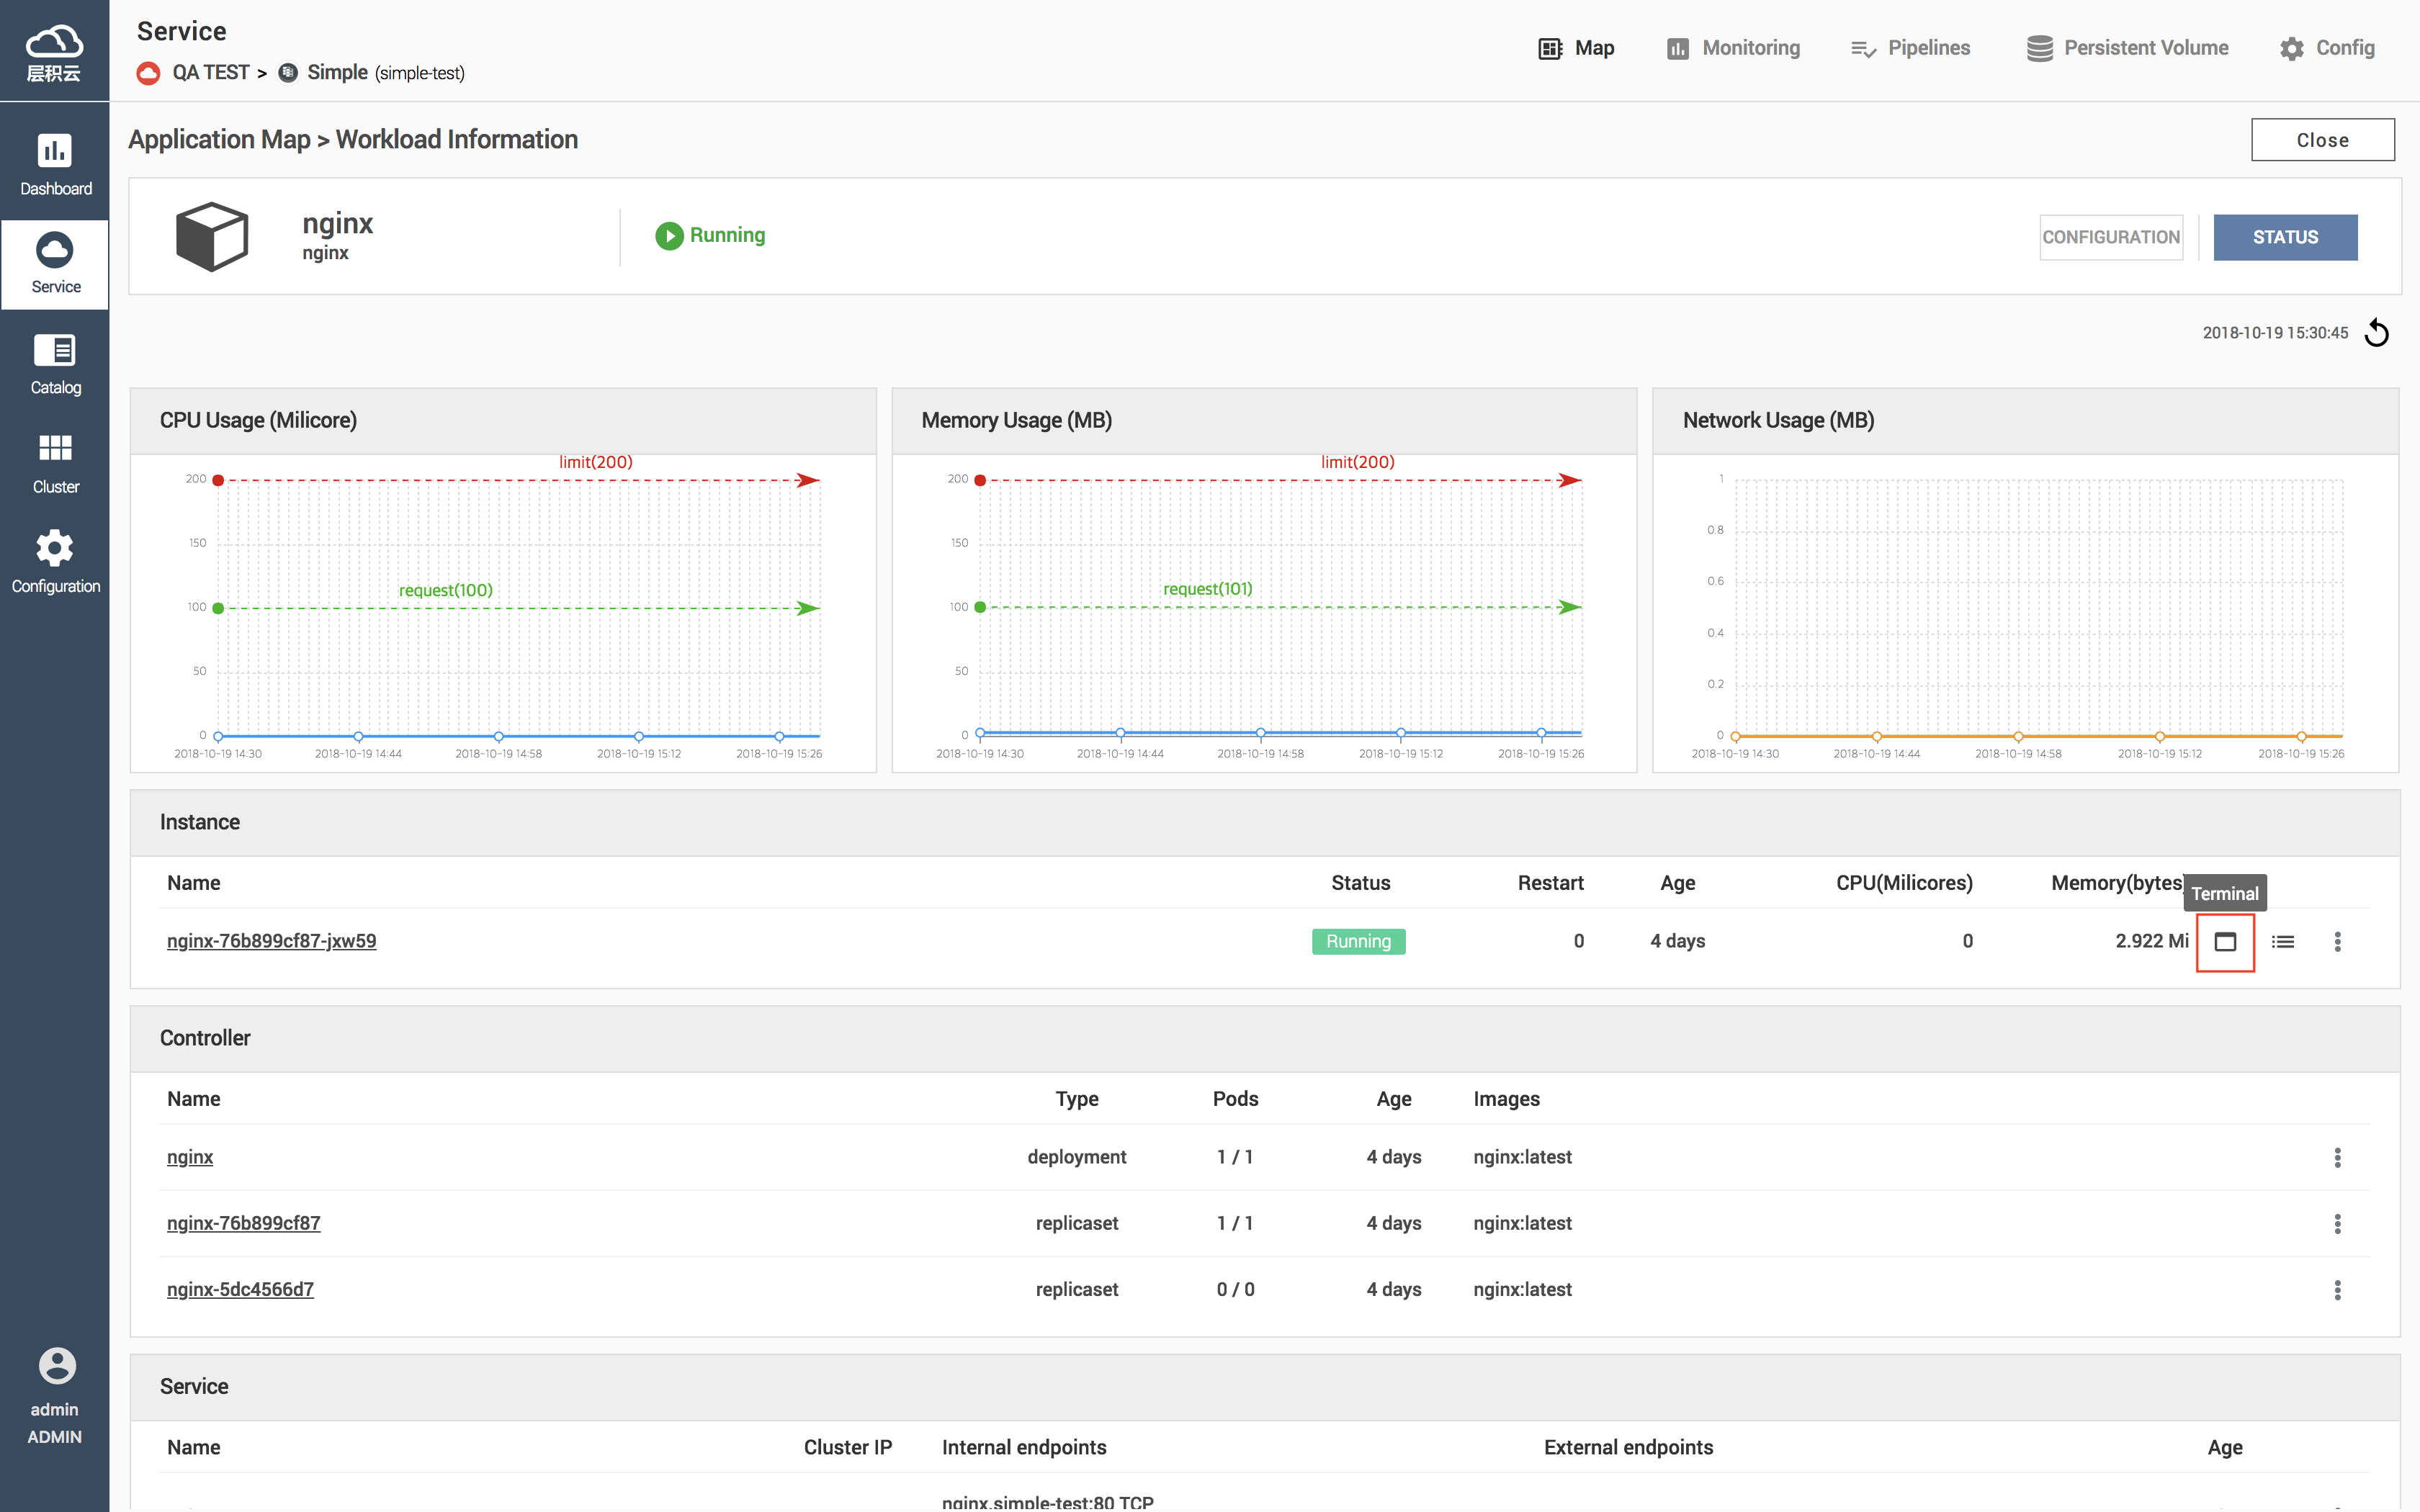 层积云
Service
QA TEST > Simple (simple-test)
Map
Monitoring
Pipelines
Persistent Volume
Config
Dashboard
Service
Catalog
Cluster
Configuration
admin
ADMIN
Application Map > Workload Information
Close
nginx
nginx
Running
CONFIGURATION
STATUS
2018-10-19 15:30:45
CPU Usage (Milicore)
limit(200)
200
150
request(100)
100
50
0
2018-10-19 14:30 2018-10-19 14:44 2018-10-19 14:58 2018-10-19 15:12 2018-10-19 15:26
Memory Usage (MB)
limit(200)
200
150
request(101)
100
50
0
2018-10-19 14:30 2018-10-19 14:44 2018-10-19 14:58 2018-10-19 15:12 2018-10-19 15:26
Network Usage (MB)
1
0.8
0.6
0.4
0.2
0
2018-10-19 14:30 2018-10-19 14:44 2018-10-19 14:58 2018-10-19 15:12 2018-10-19 15:26
Instance
Name Status Restart Age CPU(Milicores) Memory(bytes)
Terminal
nginx-76b899cf87-jxw59 Running 0 4 days 0 2.922 Mi
Controller
Name Type Pods Age Images
nginx deployment 1 / 1 4 days nginx:latest
nginx-76b899cf87 replicaset 1 / 1 4 days nginx:latest
nginx-5dc4566d7 replicaset 0 / 0 4 days nginx:latest
Service
Name Cluster IP Internal endpoints External endpoints Age
nginx.simple-test:80 TCP